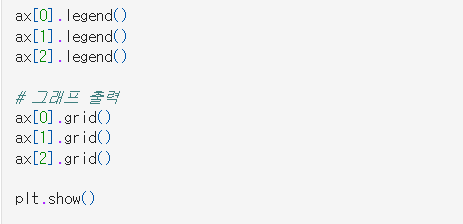 ax[0].legend()
ax[1].legend()
ax[2].legend()
# 그래프 출력
ax[0].grid()
ax[1].grid()
ax[2].grid()
plt.show()